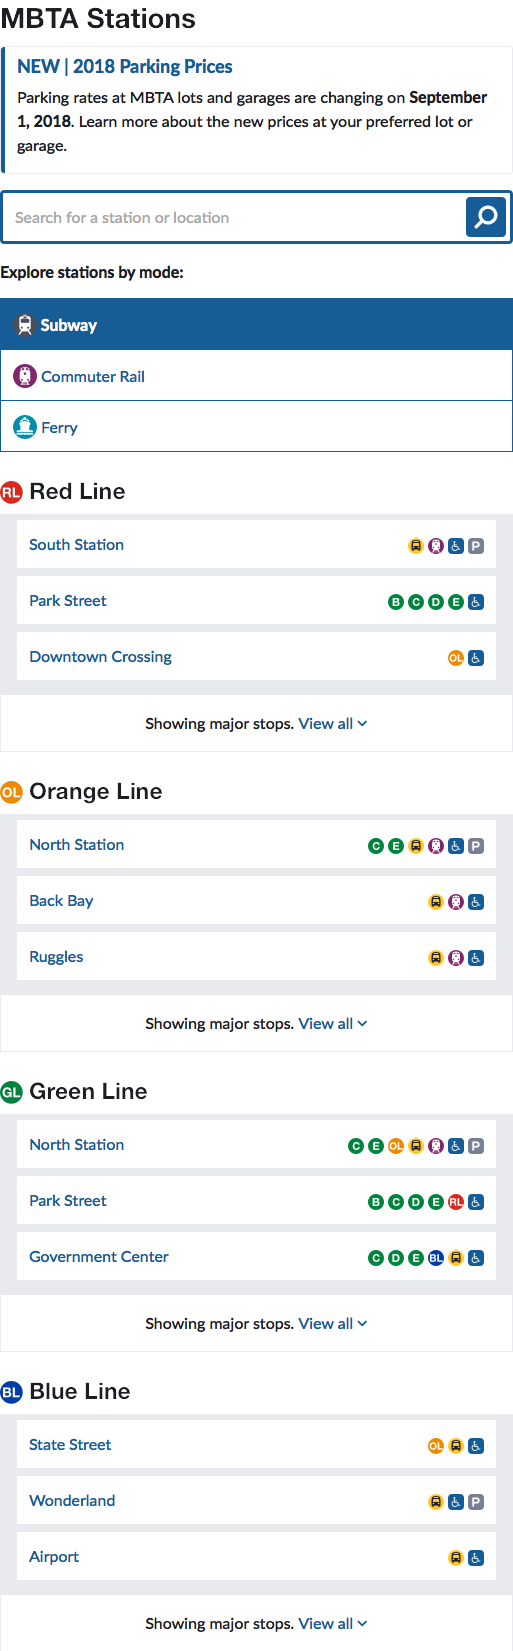 MBTA Stations
NEW | 2018 Parking Prices
Parking rates at MBTA lots and garages are changing on September
1, 2018. Learn more about the new prices at your preferred lot or
garage.
Search for a station or location
Explore stations by mode:
Subway
Commuter Rail
Ferry
RL Red Line
South Station P
Park Street B C D E
Downtown Crossing OL
Showing major stops. View all
OL Orange Line
North Station C E P
Back Bay
Ruggles
Showing major stops. View all
GL Green Line
North Station C E OL P
Park Street B C D E RL
Government Center C D E BL
Showing major stops. View all
BL Blue Line
State Street OL
Wonderland P
Airport
Showing major stops. View all